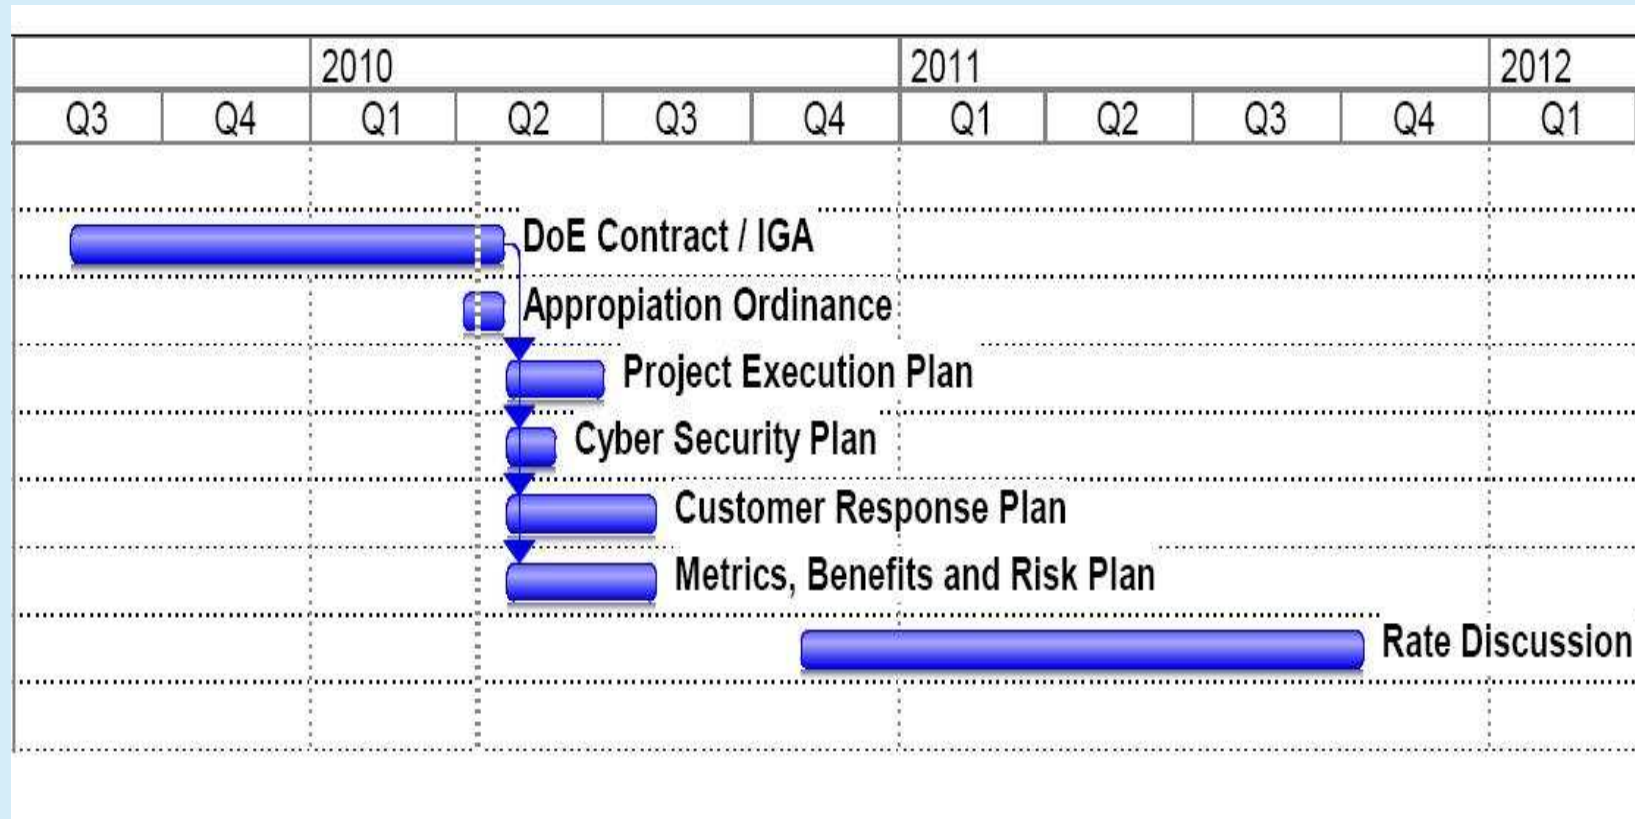 2010 2011 2012
Q3 Q4 Q1 Q2 Q3 Q4 Q1 Q2 Q3 Q4 Q1
DoE Contract / IGA
Appropiation Ordinance
Project Execution Plan
Cyber Security Plan
Customer Response Plan
Metrics, Benefits and Risk Plan
Rate Discussion